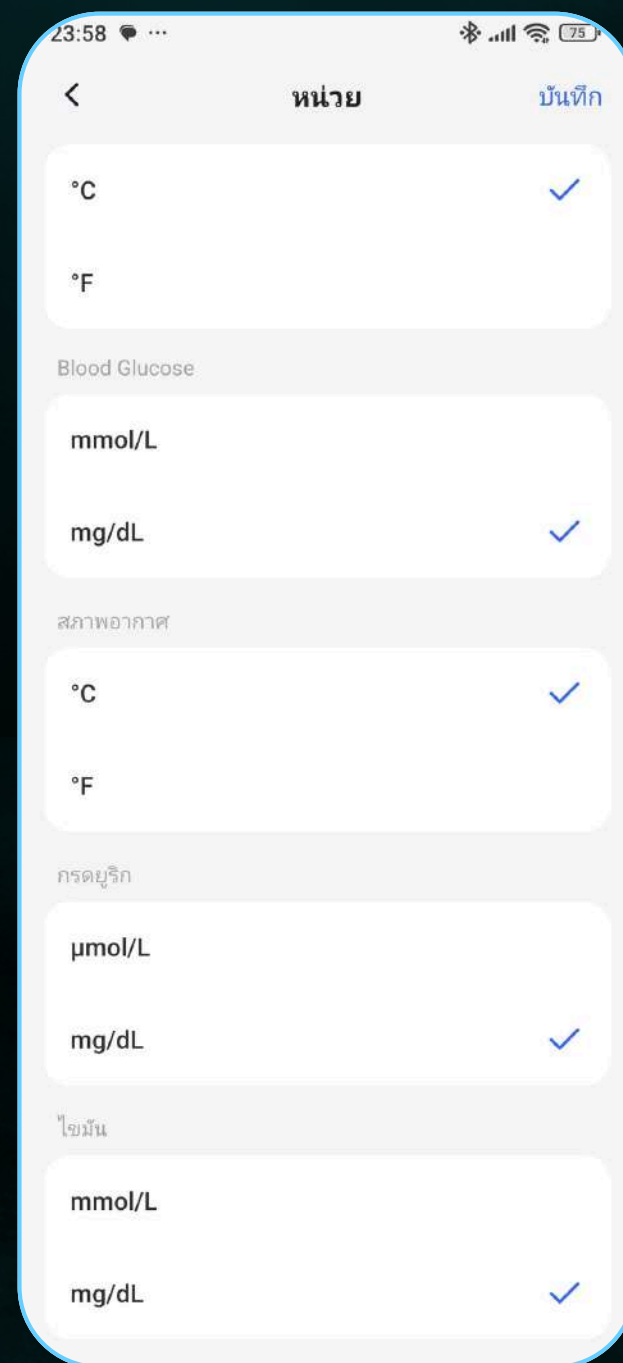 23:58 ... 75
หน่วย บันทึก
°C
°F
Blood Glucose
mmol/L
mg/dL
สภาพอากาศ
°C
°F
กรดยูริก
µmol/L
mg/dL
ไขมัน
mmol/L
mg/dL